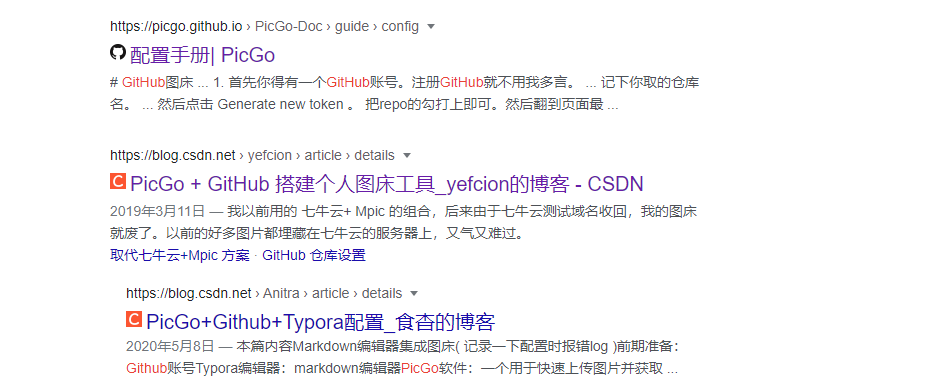 https://picgo.github.io › PicGo-Doc › guide › config
配置手册| PicGo
# GitHub图床 ... 1. 首先你得有一个GitHub账号。注册GitHub就不用我多言。 ... 记下你取的仓库
名。 ... 然后点击 Generate new token 。 把repo的勾打上即可。然后翻到页面最 ...
https://blog.csdn.net › yefcion › article › details
PicGo + GitHub 搭建个人图床工具_yefcion的博客 - CSDN
2019年3月11日 — 我以前用的 七牛云+ Mpic 的组合，后来由于七牛云测试域名收回，我的图床
就废了。以前的好多图片都埋藏在七牛云的服务器上，又气又难过。
取代七牛云+Mpic 方案 · GitHub 仓库设置
https://blog.csdn.net › Anitra › article › details
PicGo+Github+Typora配置_食杳的博客
2020年5月8日 — 本篇内容Markdown编辑器集成图床( 记录一下配置时报错log )前期准备：
Github账号Typora编辑器：markdown编辑器PicGo软件：一个用于快速上传图片并获取 ...